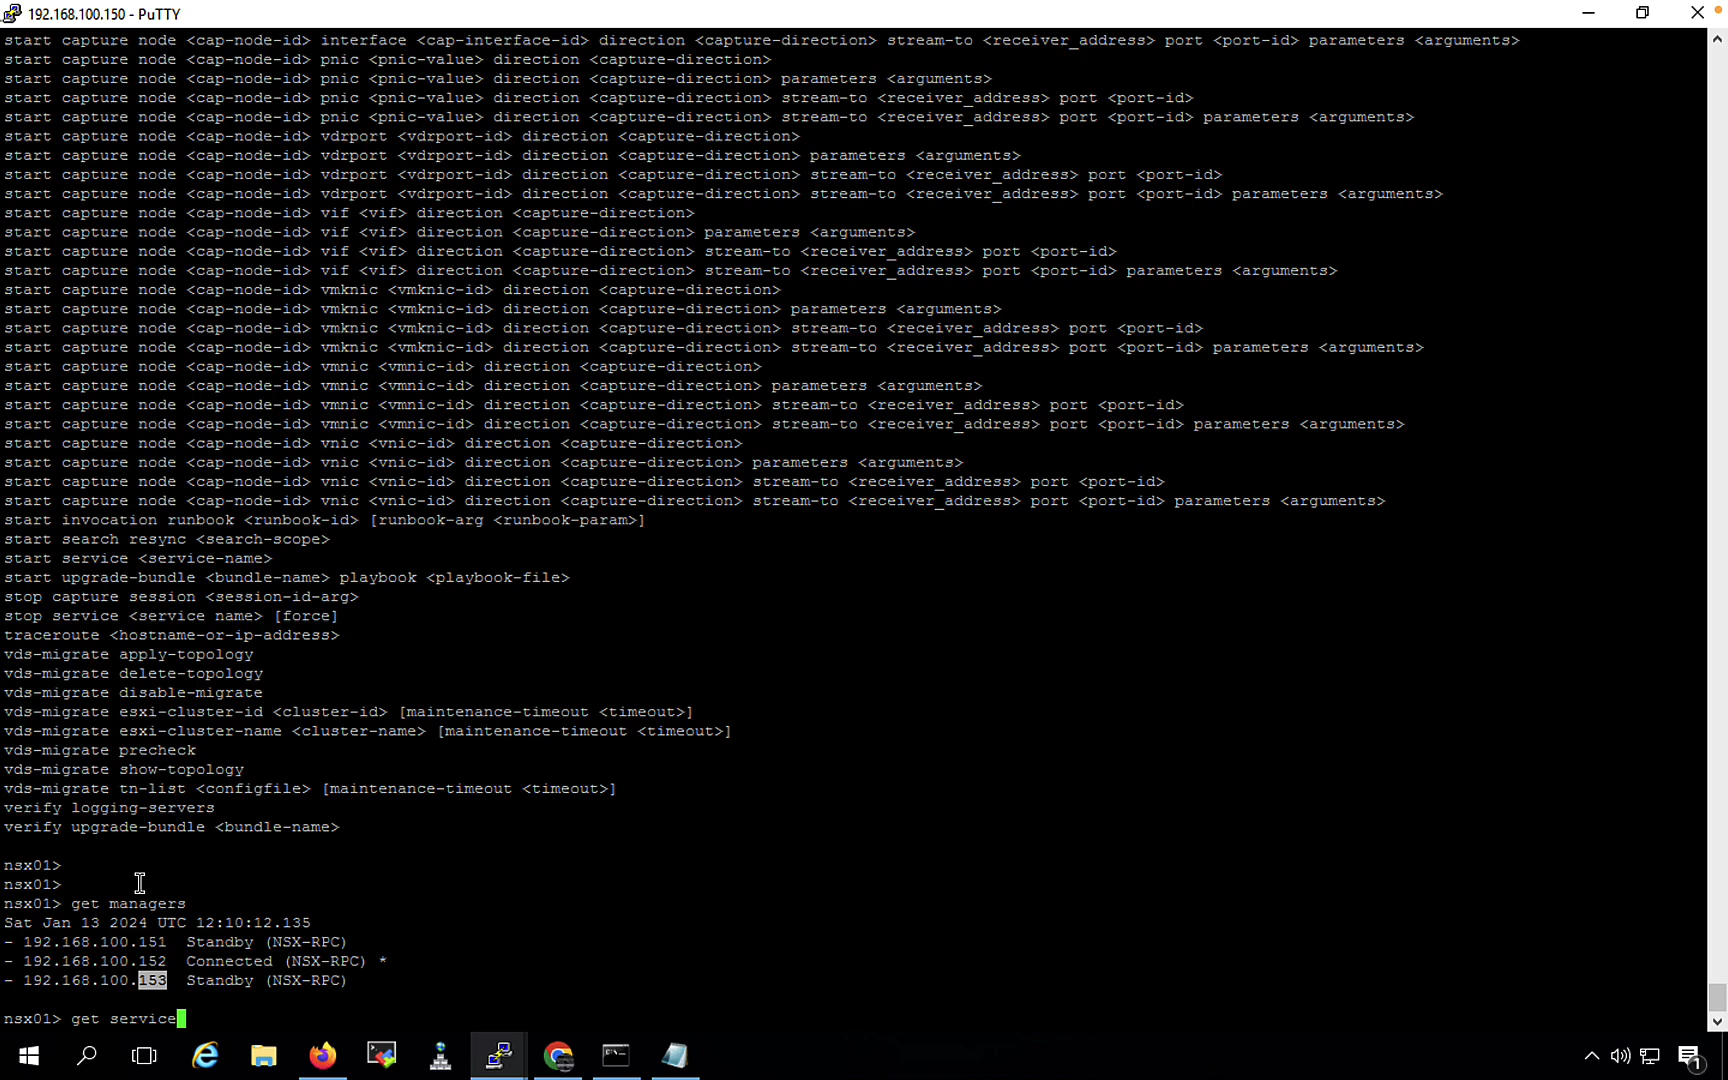 192.168.100.150 - PuTTY
start capture node <cap-node-id> interface <cap-interface-id> direction <capture-direction> stream-to <receiver_address> port <port-id> parameters <arguments>
start capture node <cap-node-id> pnic <pnic-value> direction <capture-direction>
start capture node <cap-node-id> pnic <pnic-value> direction <capture-direction> parameters <arguments>
start capture node <cap-node-id> pnic <pnic-value> direction <capture-direction> stream-to <receiver_address> port <port-id>
start capture node <cap-node-id> pnic <pnic-value> direction <capture-direction> stream-to <receiver_address> port <port-id> parameters <arguments>
start capture node <cap-node-id> vdrport <vdrport-id> direction <capture-direction>
start capture node <cap-node-id> vdrport <vdrport-id> direction <capture-direction> parameters <arguments>
start capture node <cap-node-id> vdrport <vdrport-id> direction <capture-direction> stream-to <receiver_address> port <port-id>
start capture node <cap-node-id> vdrport <vdrport-id> direction <capture-direction> stream-to <receiver_address> port <port-id> parameters <arguments>
start capture node <cap-node-id> vif <vif> direction <capture-direction>
start capture node <cap-node-id> vif <vif> direction <capture-direction> parameters <arguments>
start capture node <cap-node-id> vif <vif> direction <capture-direction> stream-to <receiver_address> port <port-id>
start capture node <cap-node-id> vif <vif> direction <capture-direction> stream-to <receiver_address> port <port-id> parameters <arguments>
start capture node <cap-node-id> vmknic <vmknic-id> direction <capture-direction>
start capture node <cap-node-id> vmknic <vmknic-id> direction <capture-direction> parameters <arguments>
start capture node <cap-node-id> vmknic <vmknic-id> direction <capture-direction> stream-to <receiver_address> port <port-id>
start capture node <cap-node-id> vmknic <vmknic-id> direction <capture-direction> stream-to <receiver_address> port <port-id> parameters <arguments>
start capture node <cap-node-id> vmnic <vmnic-id> direction <capture-direction>
start capture node <cap-node-id> vmnic <vmnic-id> direction <capture-direction> parameters <arguments>
start capture node <cap-node-id> vmnic <vmnic-id> direction <capture-direction> stream-to <receiver_address> port <port-id>
start capture node <cap-node-id> vmnic <vmnic-id> direction <capture-direction> stream-to <receiver_address> port <port-id> parameters <arguments>
start capture node <cap-node-id> vnic <vnic-id> direction <capture-direction>
start capture node <cap-node-id> vnic <vnic-id> direction <capture-direction> parameters <arguments>
start capture node <cap-node-id> vnic <vnic-id> direction <capture-direction> stream-to <receiver_address> port <port-id>
start capture node <cap-node-id> vnic <vnic-id> direction <capture-direction> stream-to <receiver_address> port <port-id> parameters <arguments>
start invocation runbook <runbook-id> [runbook-arg <runbook-param>]
start search resync <search-scope>
start service <service-name>
start upgrade-bundle <bundle-name> playbook <playbook-file>
stop capture session <session-id-arg>
stop service <service name> [force]
traceroute <hostname-or-ip-address>
vds-migrate apply-topology
vds-migrate delete-topology
vds-migrate disable-migrate
vds-migrate esxi-cluster-id <cluster-id> [maintenance-timeout <timeout>]
vds-migrate esxi-cluster-name <cluster-name> [maintenance-timeout <timeout>]
vds-migrate precheck
vds-migrate show-topology
vds-migrate tn-list <configfile> [maintenance-timeout <timeout>]
verify logging-servers
verify upgrade-bundle <bundle-name>
nsx01>
nsx01>
nsx01> get managers
Sat Jan 13 2024 UTC 12:10:12.135
- 192.168.100.151  Standby (NSX-RPC)
- 192.168.100.152  Connected (NSX-RPC) *
- 192.168.100.153  Standby (NSX-RPC)
nsx01> get service
1